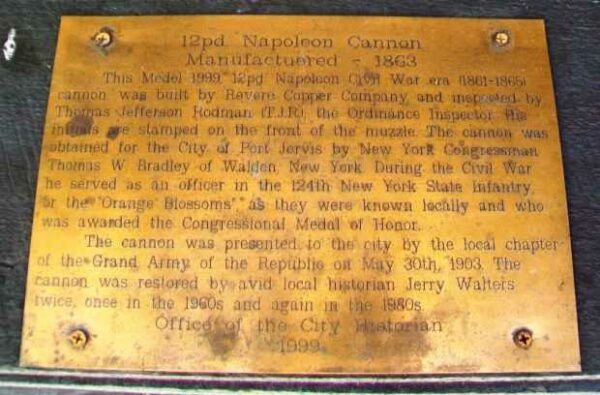 12pd. Napoleon Cannon
Manufactuered - 1863
This Model 1999, 12pd. Napoleon Civil War era (1861-1865)
cannon was built by Revere Copper Company and inspected by
Thomas Jefferson Rodman (T.J.R.), the Ordinance Inspector. His
initials are stamped on the front of the muzzle. The cannon was
obtained for the City of Port Jervis by New York Congressman
Thomas W. Bradley of Walden, New York. During the Civil War
he served as an officer in the 124th New York State Infantry,
or the "Orange Blossoms", as they were known locally and who
was awarded the Congressional Medal of Honor.
The cannon was presented to the city by the local chapter
of the Grand Army of the Republic on May 30th, 1903. The
cannon was restored by avid local historian Jerry Walters
twice, once in the 1960s and again in the 1980s.
Office of the City Historian
1999